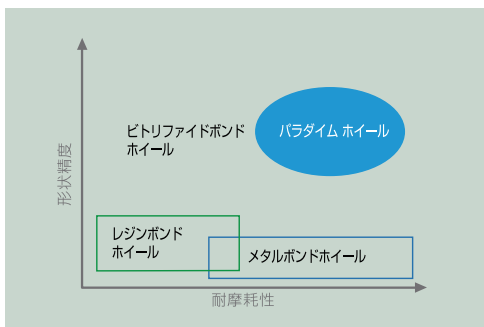 ビトリファイドボンド
ホイール
パラダイム ホイール
形状精度
レジンボンド
ホイール
メタルボンドホイール
耐摩耗性